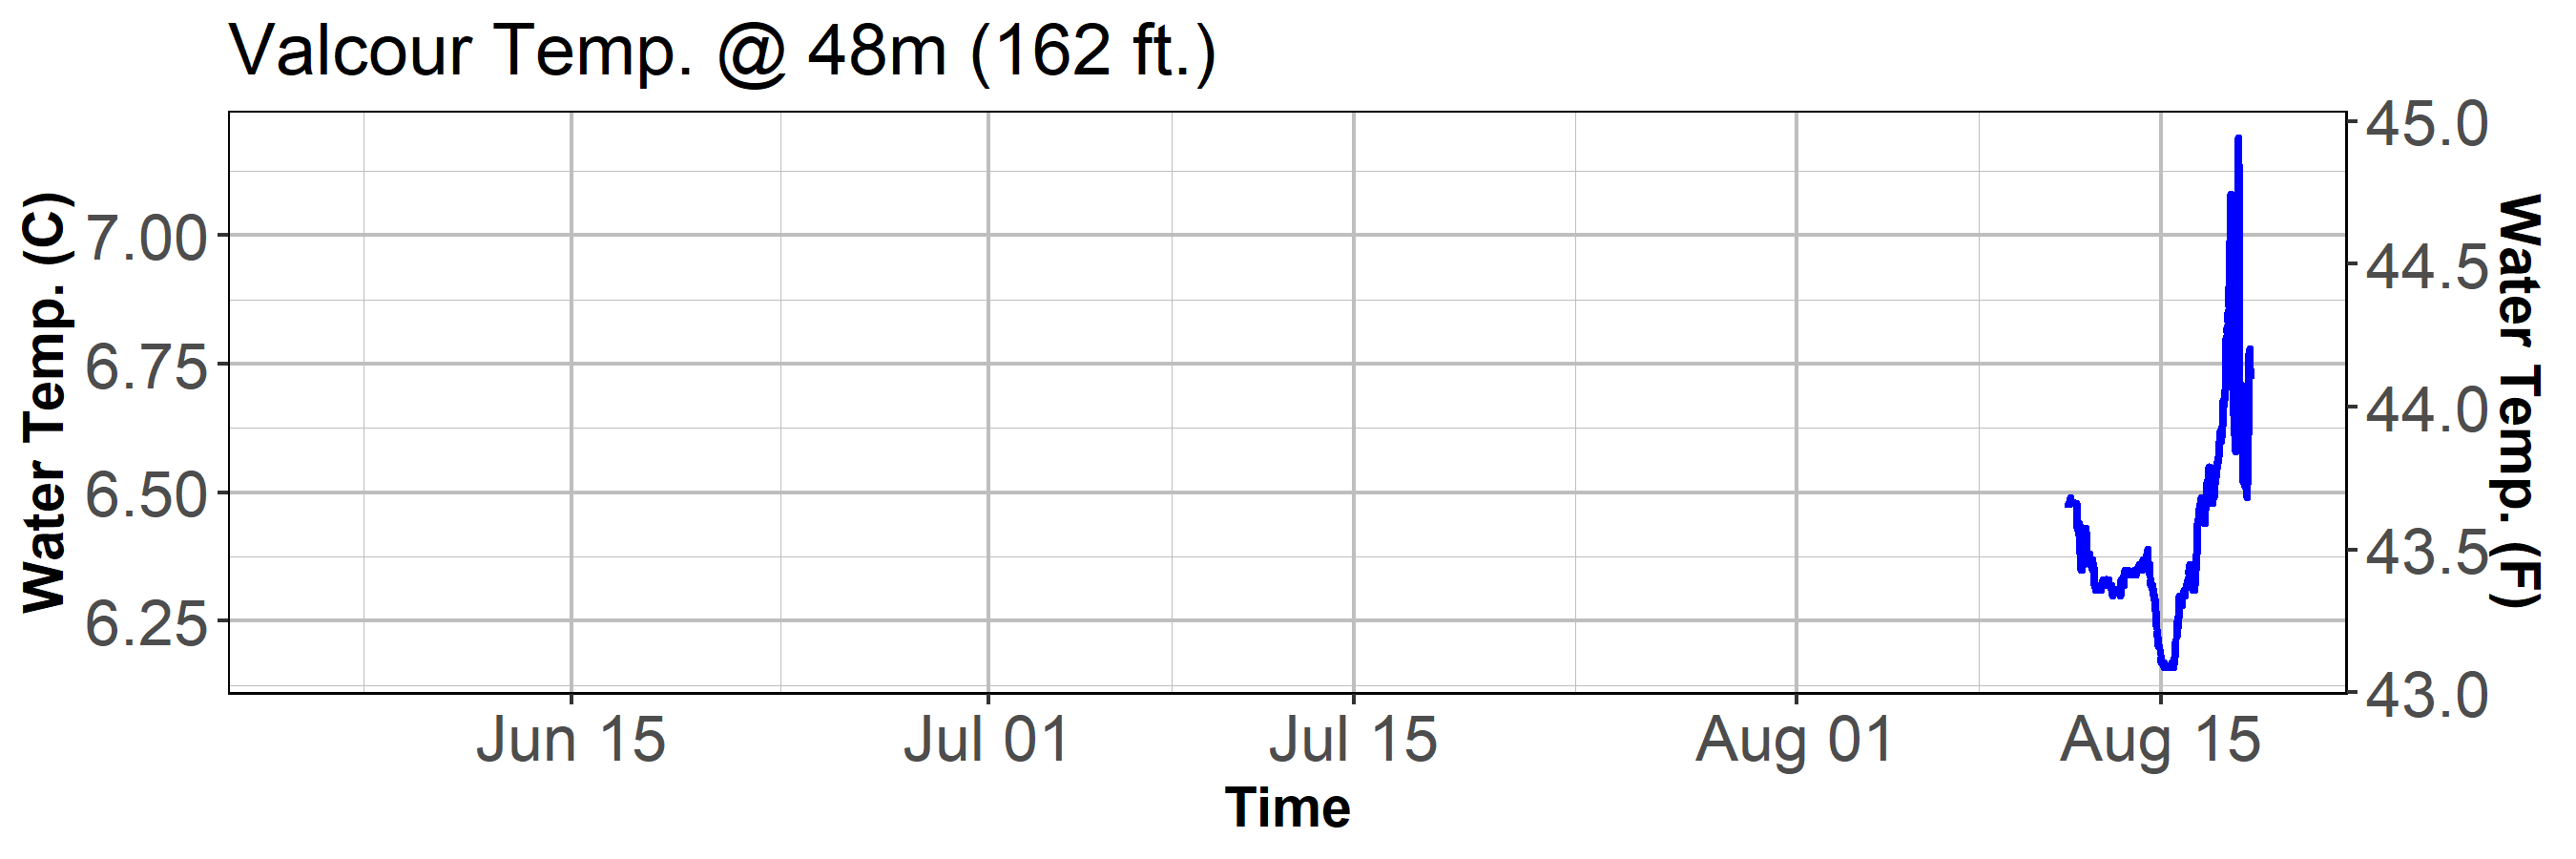 Valcour Temp. @ 48m (162 ft.)
Water Temp. (C)
7.00
6.75
6.50
6.25
45.0
44.5
44.0
43.5
43.0
Water Temp. (F)
Jun 15 Jul 01 Jul 15 Aug 01 Aug 15
Time